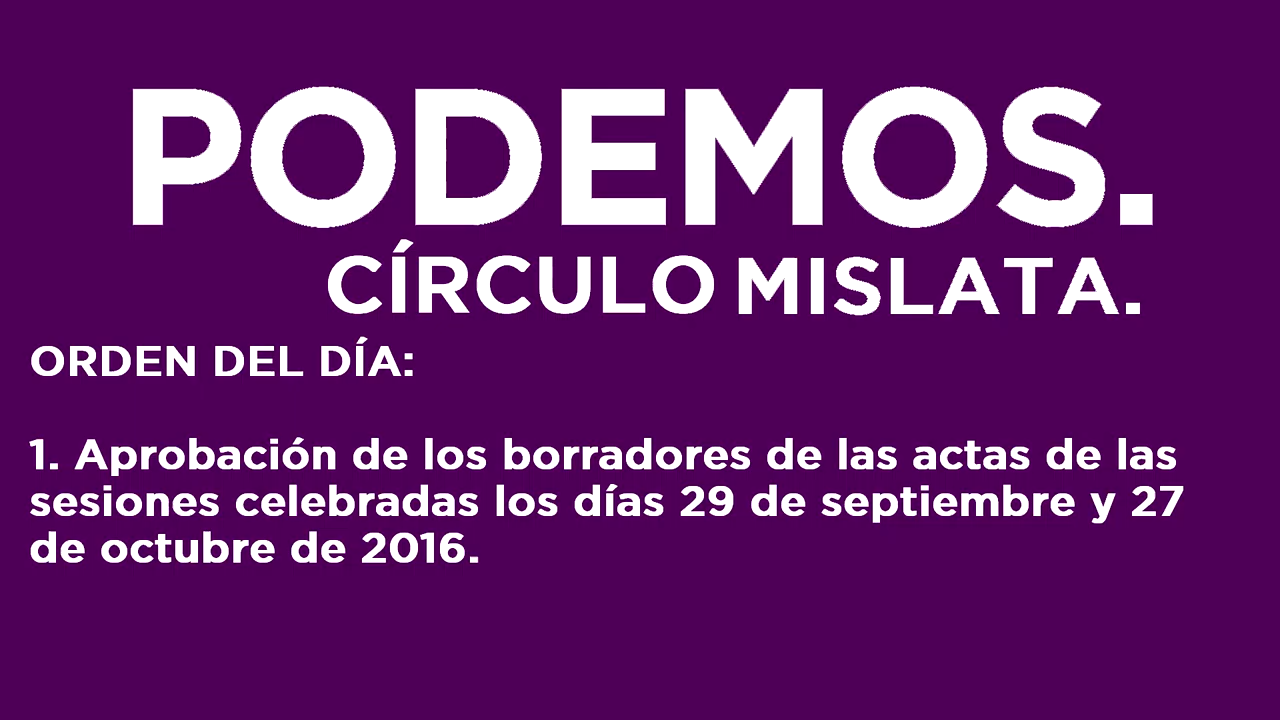 PODEMOS.
CÍRCULO MISLATA.
ORDEN DEL DÍA:
1. Aprobación de los borradores de las actas de las
sesiones celebradas los días 29 de septiembre y 27
de octubre de 2016.